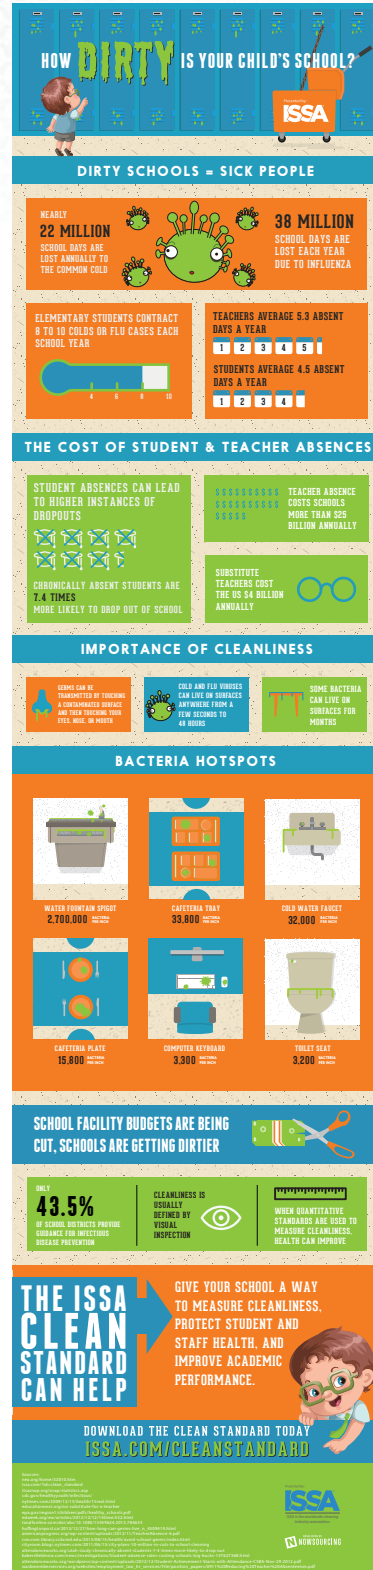 HOW DIRTY IS YOUR CHILD'S SCHOOL?
Presented by
ISSA
DIRTY SCHOOLS = SICK PEOPLE
NEARLY
22 MILLION
SCHOOL DAYS ARE
LOST ANNUALLY TO
THE COMMON COLD
38 MILLION
SCHOOL DAYS ARE
LOST EACH YEAR
DUE TO INFLUENZA
ELEMENTARY STUDENTS CONTRACT
8 TO 10 COLDS OR FLU CASES EACH
SCHOOL YEAR
4 6 8 10
TEACHERS AVERAGE 5.3 ABSENT
DAYS A YEAR
1 2 3 4 5
STUDENTS AVERAGE 4.5 ABSENT
DAYS A YEAR
1 2 3 4
THE COST OF STUDENT & TEACHER ABSENCES
STUDENT ABSENCES CAN LEAD
TO HIGHER INSTANCES OF
DROPOUTS
CHRONICALLY ABSENT STUDENTS ARE
7.4 TIMES
MORE LIKELY TO DROP OUT OF SCHOOL
$ $ $ $ $ $ $ $ $ $
$ $ $ $ $ $ $ $ $ $
$ $ $ $ $
TEACHER ABSENCE
COSTS SCHOOLS
MORE THAN $25
BILLION ANNUALLY
SUBSTITUTE
TEACHERS COST
THE US $4 BILLION
ANNUALLY
IMPORTANCE OF CLEANLINESS
GERMS CAN BE
TRANSMITTED BY TOUCHING
A CONTAMINATED SURFACE
AND THEN TOUCHING YOUR
EYES, NOSE, OR MOUTH
COLD AND FLU VIRUSES
CAN LIVE ON SURFACES
ANYWHERE FROM A
FEW SECONDS TO
48 HOURS
SOME BACTERIA
CAN LIVE ON
SURFACES FOR
MONTHS
BACTERIA HOTSPOTS
WATER FOUNTAIN SPIGOT
2,700,000 BACTERIA PER INCH
CAFETERIA TRAY
33,800 BACTERIA PER INCH
COLD WATER FAUCET
32,000 BACTERIA PER INCH
CAFETERIA PLATE
15,800 BACTERIA PER INCH
COMPUTER KEYBOARD
3,300 BACTERIA PER INCH
TOILET SEAT
3,200 BACTERIA PER INCH
SCHOOL FACILITY BUDGETS ARE BEING
CUT, SCHOOLS ARE GETTING DIRTIER
ONLY
43.5%
OF SCHOOL DISTRICTS PROVIDE
GUIDANCE FOR INFECTIOUS
DISEASE PREVENTION
CLEANLINESS IS
USUALLY
DEFINED BY
VISUAL
INSPECTION
WHEN QUANTITATIVE
STANDARDS ARE USED TO
MEASURE CLEANLINESS,
HEALTH CAN IMPROVE
THE ISSA
CLEAN
STANDARD
CAN HELP
GIVE YOUR SCHOOL A WAY
TO MEASURE CLEANLINESS,
PROTECT STUDENT AND
STAFF HEALTH, AND
IMPROVE ACADEMIC
PERFORMANCE.
DOWNLOAD THE CLEAN STANDARD TODAY
ISSA.COM/CLEANSTANDARD
Sources:
ISSA
N NOWSOURCING